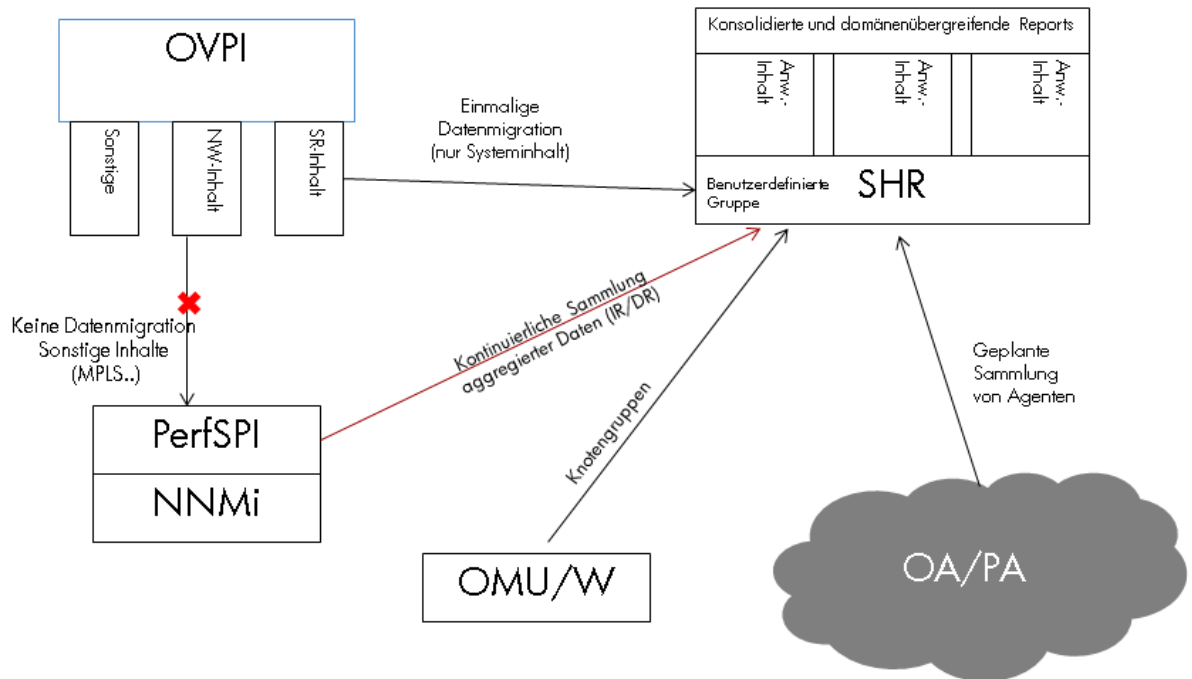 OVPI
Sonstige
NW-Inhalt
SR-Inhalt
Einmalige
Datenmigration
(nur Systeminhalt)
Konsolidierte und domänenübergreifende Reports
Anw.-
Inhalt
Anw.-
Inhalt
Anw.-
Inhalt
Benutzerdefinierte
Gruppe
SHR
Keine Datenmigration
Sonstige Inhalte
(MPLS..)
Kontinuierliche Sammlung
aggregierter Daten (IR/DR)
Knotengruppen
Geplante
Sammlung
von Agenten
PerfSPI
NNMi
OMU/W
OA/PA